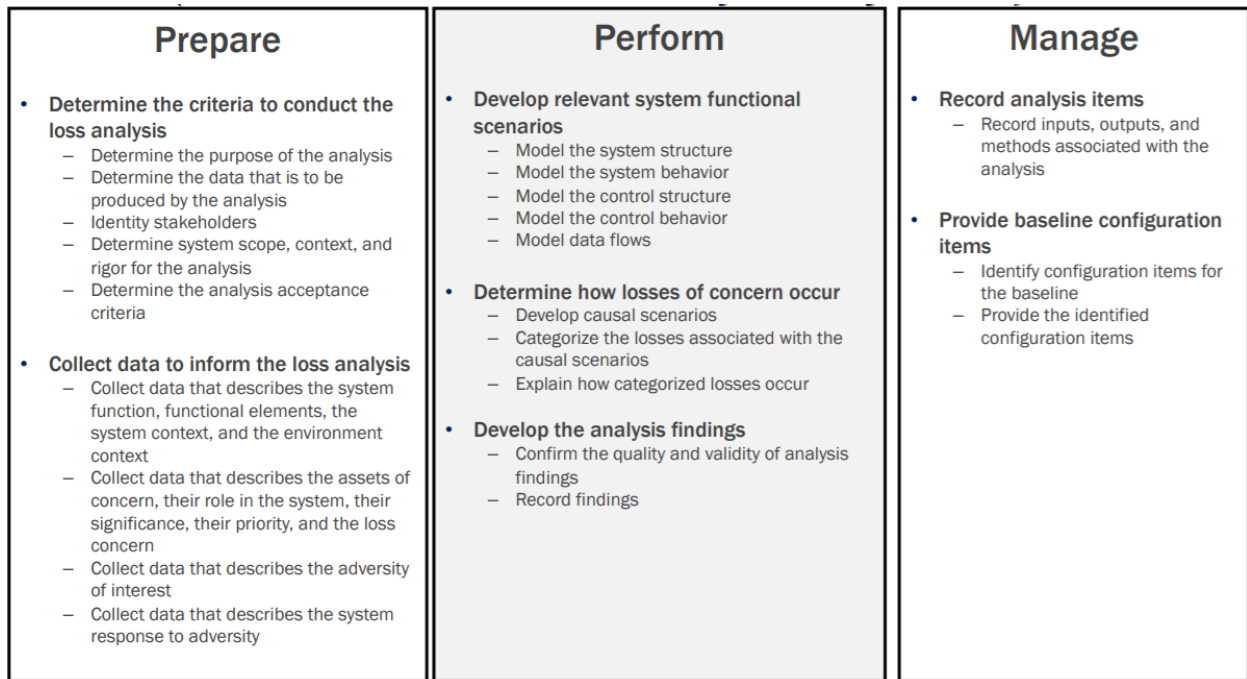 Prepare
• Determine the criteria to conduct the
loss analysis
– Determine the purpose of the analysis
– Determine the data that is to be
produced by the analysis
– Identity stakeholders
– Determine system scope, context, and
rigor for the analysis
– Determine the analysis acceptance
criteria
• Collect data to inform the loss analysis
– Collect data that describes the system
function, functional elements, the
system context, and the environment
context
– Collect data that describes the assets of
concern, their role in the system, their
significance, their priority, and the loss
concern
– Collect data that describes the adversity
of interest
– Collect data that describes the system
response to adversity
Perform
• Develop relevant system functional
scenarios
– Model the system structure
– Model the system behavior
– Model the control structure
– Model the control behavior
– Model data flows
• Determine how losses of concern occur
– Develop causal scenarios
– Categorize the losses associated with the
causal scenarios
– Explain how categorized losses occur
• Develop the analysis findings
– Confirm the quality and validity of analysis
findings
– Record findings
Manage
• Record analysis items
– Record inputs, outputs, and
methods associated with the
analysis
• Provide baseline configuration
items
– Identify configuration items for
the baseline
– Provide the identified
configuration items